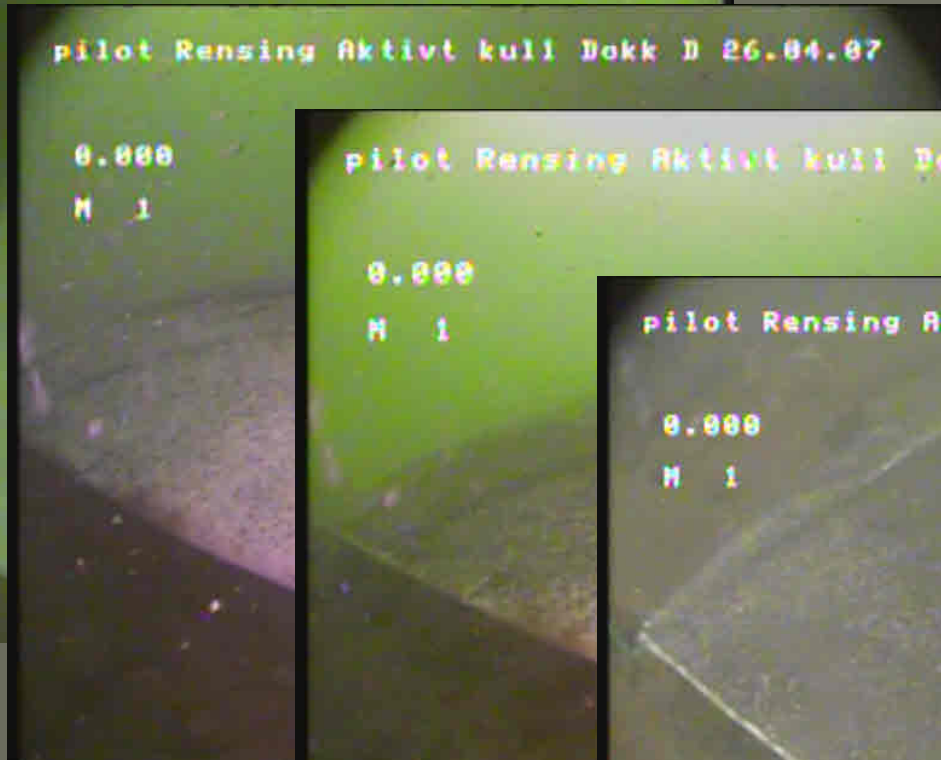 pilot Rensing Aktivt kull Dokk D 26.04.07
0.000
M 1
pilot Rensing Aktivt kull
0.000
M 1
pilot Rensing
0.000
M 1